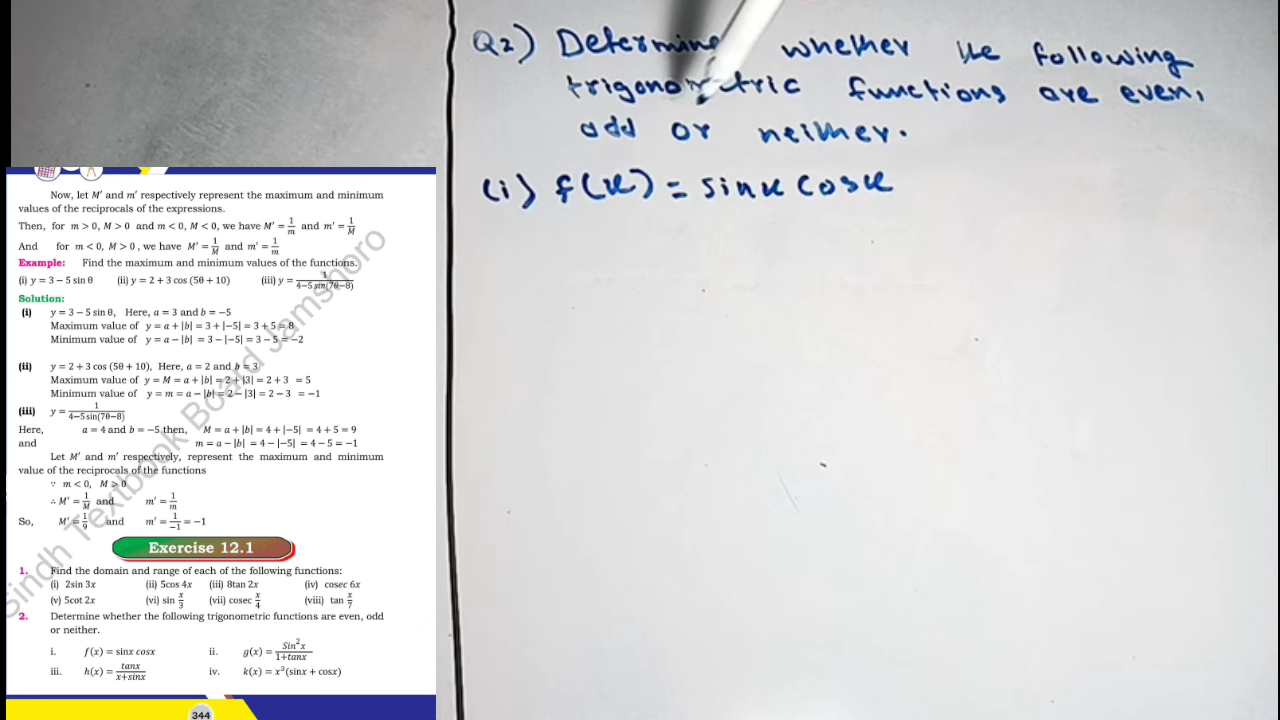 Now, let M′ and m′ respectively represent the maximum and minimum
values of the reciprocals of the expressions.
Then, for m > 0, M > 0 and m < 0, M < 0, we have M′ = 1/m and m′ = 1/M
And for m < 0, M > 0, we have M′ = 1/M and m′ = 1/m
Example: Find the maximum and minimum values of the functions.
(i) y = 3 − 5 sin θ (ii) y = 2 + 3 cos (5θ + 10) (iii) y = 1/4−5 sin(7θ−8)
Solution:
(i) y = 3 − 5 sin θ, Here, a = 3 and b = −5
Maximum value of y = a + |b| = 3 + |−5| = 3 + 5 = 8
Minimum value of y = a − |b| = 3 − |−5| = 3 − 5 = −2
(ii) y = 2 + 3 cos (5θ + 10), Here, a = 2 and b = 3
Maximum value of y = M = a + |b| = 2 + |3| = 2 + 3 = 5
Minimum value of y = m = a − |b| = 2 − |3| = 2 − 3 = −1
(iii) y = 1/4−5 sin(7θ−8)
Here, a = 4 and b = −5 then, M = a + |b| = 4 + |−5| = 4 + 5 = 9
and m = a − |b| = 4 − |−5| = 4 − 5 = −1
Let M′ and m′ respectively, represent the maximum and minimum
value of the reciprocals of the functions
∵ m < 0, M > 0
∴ M′ = 1/M and m′ = 1/m
So, M′ = 1/9 and m′ = 1/−1 = −1
Exercise 12.1
1. Find the domain and range of each of the following functions:
(i) 2sin 3x (ii) 5cos 4x (iii) 8tan 2x (iv) cosec 6x
(v) 5cot 2x (vi) sin x/3 (vii) cosec x/4 (viii) tan x/7
2. Determine whether the following trigonometric functions are even, odd
or neither.
i. f(x) = sinx cosx ii. g(x) = Sin²x/1+tanx
iii. h(x) = tanx/x+sinx iv. k(x) = x³(sinx + cosx)
344
Sindh Textbook Board Jamshoro
Q2) Determine whether the following
trigonometric functions are even,
odd or neither.
(i) f(x) = sinx cosx